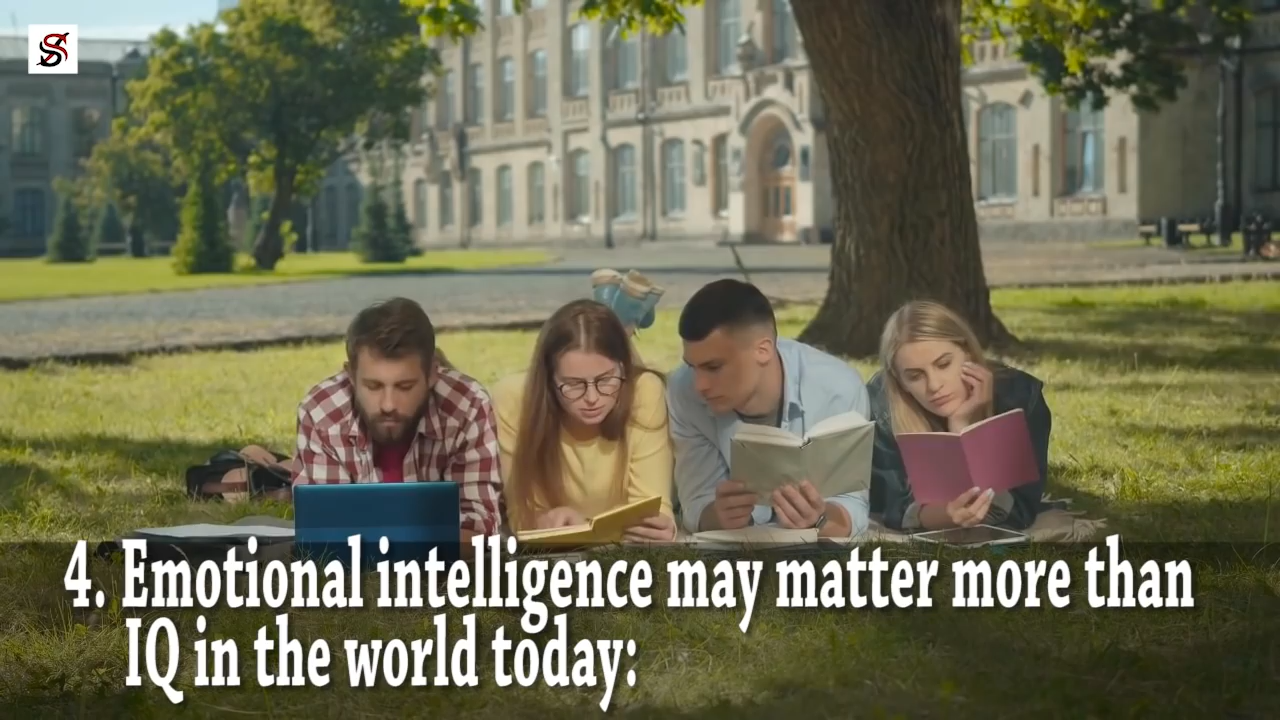 4. Emotional intelligence may matter more than
IQ in the world today: